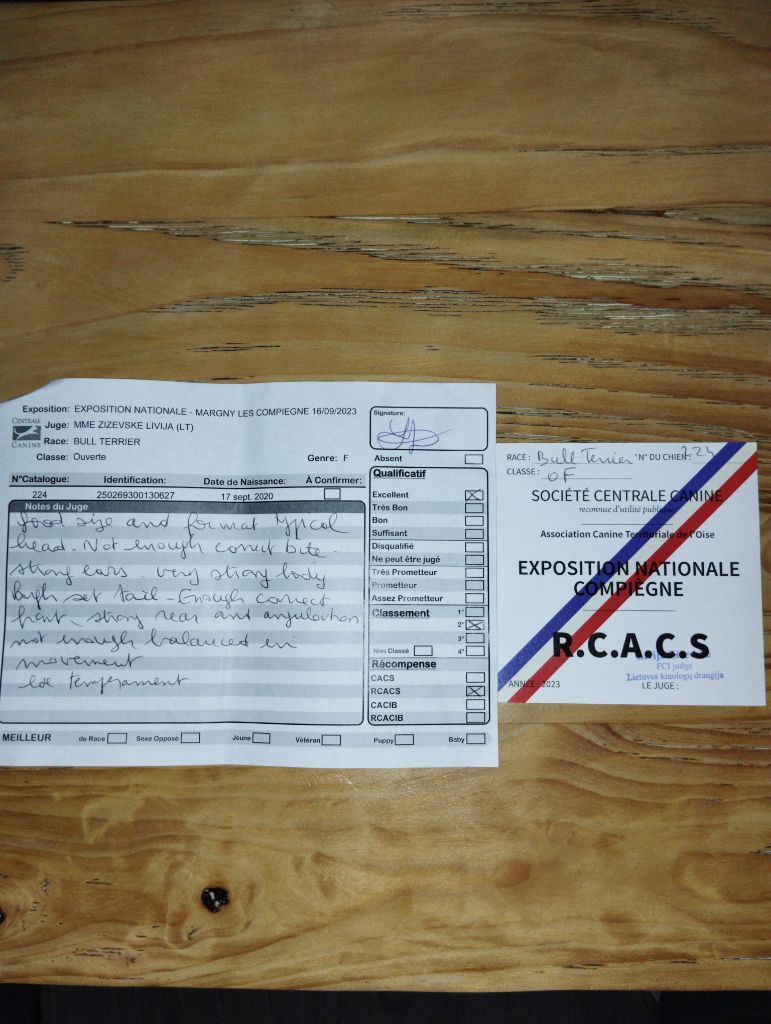 Exposition: EXPOSITION NATIONALE - MARGNY LES COMPIEGNE 16/09/2023
CENTRALE CANINE
Juge: MME ZIZEVSKE LIVIJA (LT)
Race: BULL TERRIER
Classe: Ouverte
Genre: F
N°Catalogue: Identification: Date de Naissance: À Confirmer:
224 250269300130627 17 sept. 2020
Notes du Juge
good size and format. Typical
head. Not enough correct bite.
strong ears very strong body
high set tail - Enough correct
front, strong rear and angulation
not enough balanced in
movement
temperament
Signature:
Absent
Qualificatif
Excellent
Très Bon
Bon
Suffisant
Disqualifié
Ne peut être jugé
Très Prometteur
Prometteur
Assez Prometteur
Classement 1°
2°
3°
Non Classé 4°
Récompense
CACS
RCACS
CACIB
RCACIB
MEILLEUR de Race Sexe Opposé Jeune Vétéran Puppy Baby
RACE : Bull Terrier N° DU CHIEN : 224
CLASSE : OF
SOCIÉTÉ CENTRALE CANINE
reconnue d'utilité publique
Association Canine Territoriale de l'Oise
EXPOSITION NATIONALE
COMPIÈGNE
R.C.A.C.S
FCI judge
Lietuvos kinologų draugija
ANNÉE : 2023 LE JUGE :